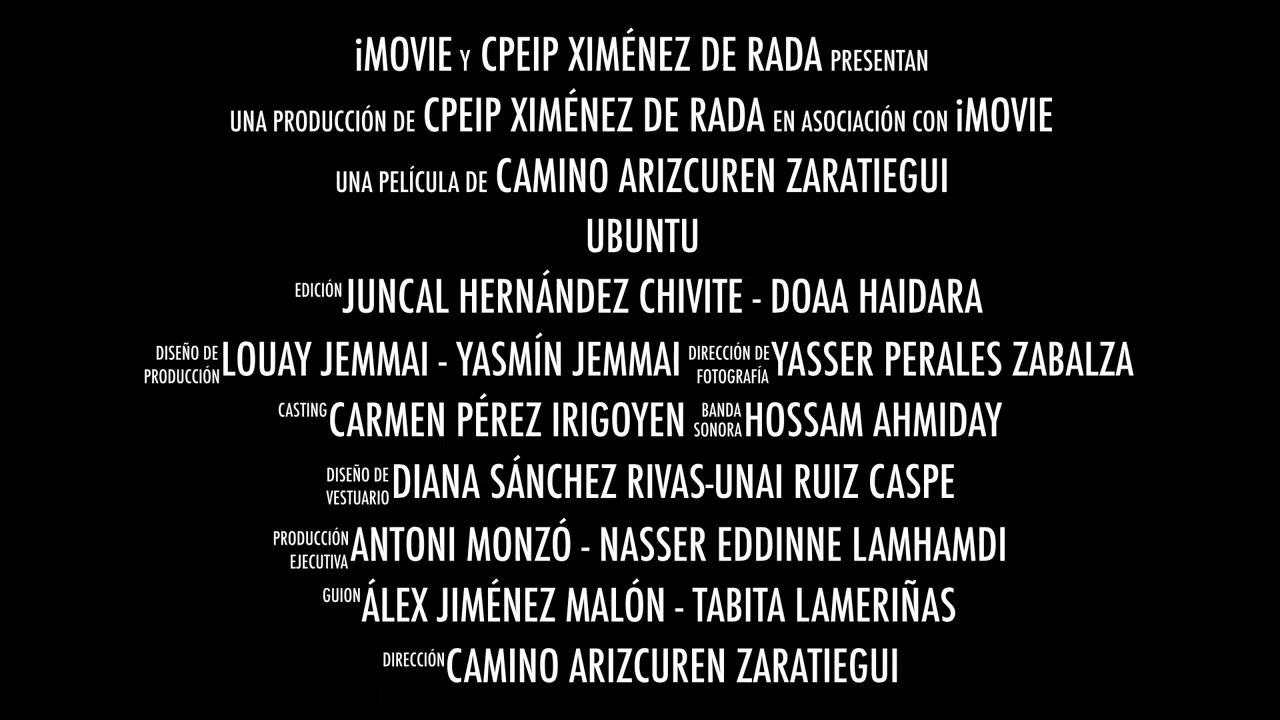 iMOVIE Y CPEIP XIMÉNEZ DE RADA PRESENTAN
UNA PRODUCCIÓN DE CPEIP XIMÉNEZ DE RADA EN ASOCIACIÓN CON iMOVIE
UNA PELÍCULA DE CAMINO ARIZCUREN ZARATIEGUI
UBUNTU
EDICIÓN JUNCAL HERNÁNDEZ CHIVITE - DOAA HAIDARA
DISEÑO DE PRODUCCIÓN LOUAY JEMMAI - YASMÍN JEMMAI DIRECCIÓN DE FOTOGRAFÍA YASSER PERALES ZABALZA
CASTING CARMEN PÉREZ IRIGOYEN BANDA SONORA HOSSAM AHMIDAY
DISEÑO DE VESTUARIO DIANA SÁNCHEZ RIVAS-UNAI RUIZ CASPE
PRODUCCIÓN EJECUTIVA ANTONI MONZÓ - NASSER EDDINNE LAMHAMDI
GUION ÁLEX JIMÉNEZ MALÓN - TABITA LAMERIÑAS
DIRECCIÓN CAMINO ARIZCUREN ZARATIEGUI